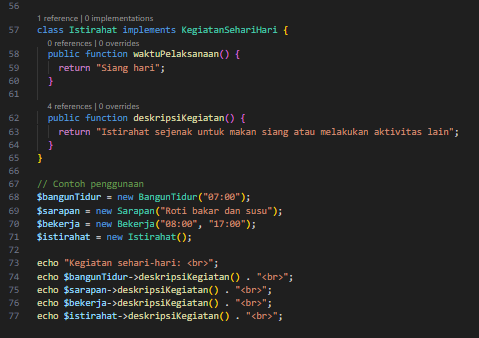 56
1 reference | 0 implementations
57 class Istirahat implements KegiatanSehariHari {
0 references | 0 overrides
58 public function waktuPelaksanaan() {
59 return "Siang hari";
60 }
61
4 references | 0 overrides
62 public function deskripsiKegiatan() {
63 return "Istirahat sejenak untuk makan siang atau melakukan aktivitas lain";
64 }
65 }
66
67 // Contoh penggunaan
68 $bangunTidur = new BangunTidur("07:00");
69 $sarapan = new Sarapan("Roti bakar dan susu");
70 $bekerja = new Bekerja("08:00", "17:00");
71 $istirahat = new Istirahat();
72
73 echo "Kegiatan sehari-hari: <br>";
74 echo $bangunTidur->deskripsiKegiatan() . "<br>";
75 echo $sarapan->deskripsiKegiatan() . "<br>";
76 echo $bekerja->deskripsiKegiatan() . "<br>";
77 echo $istirahat->deskripsiKegiatan() . "<br>";